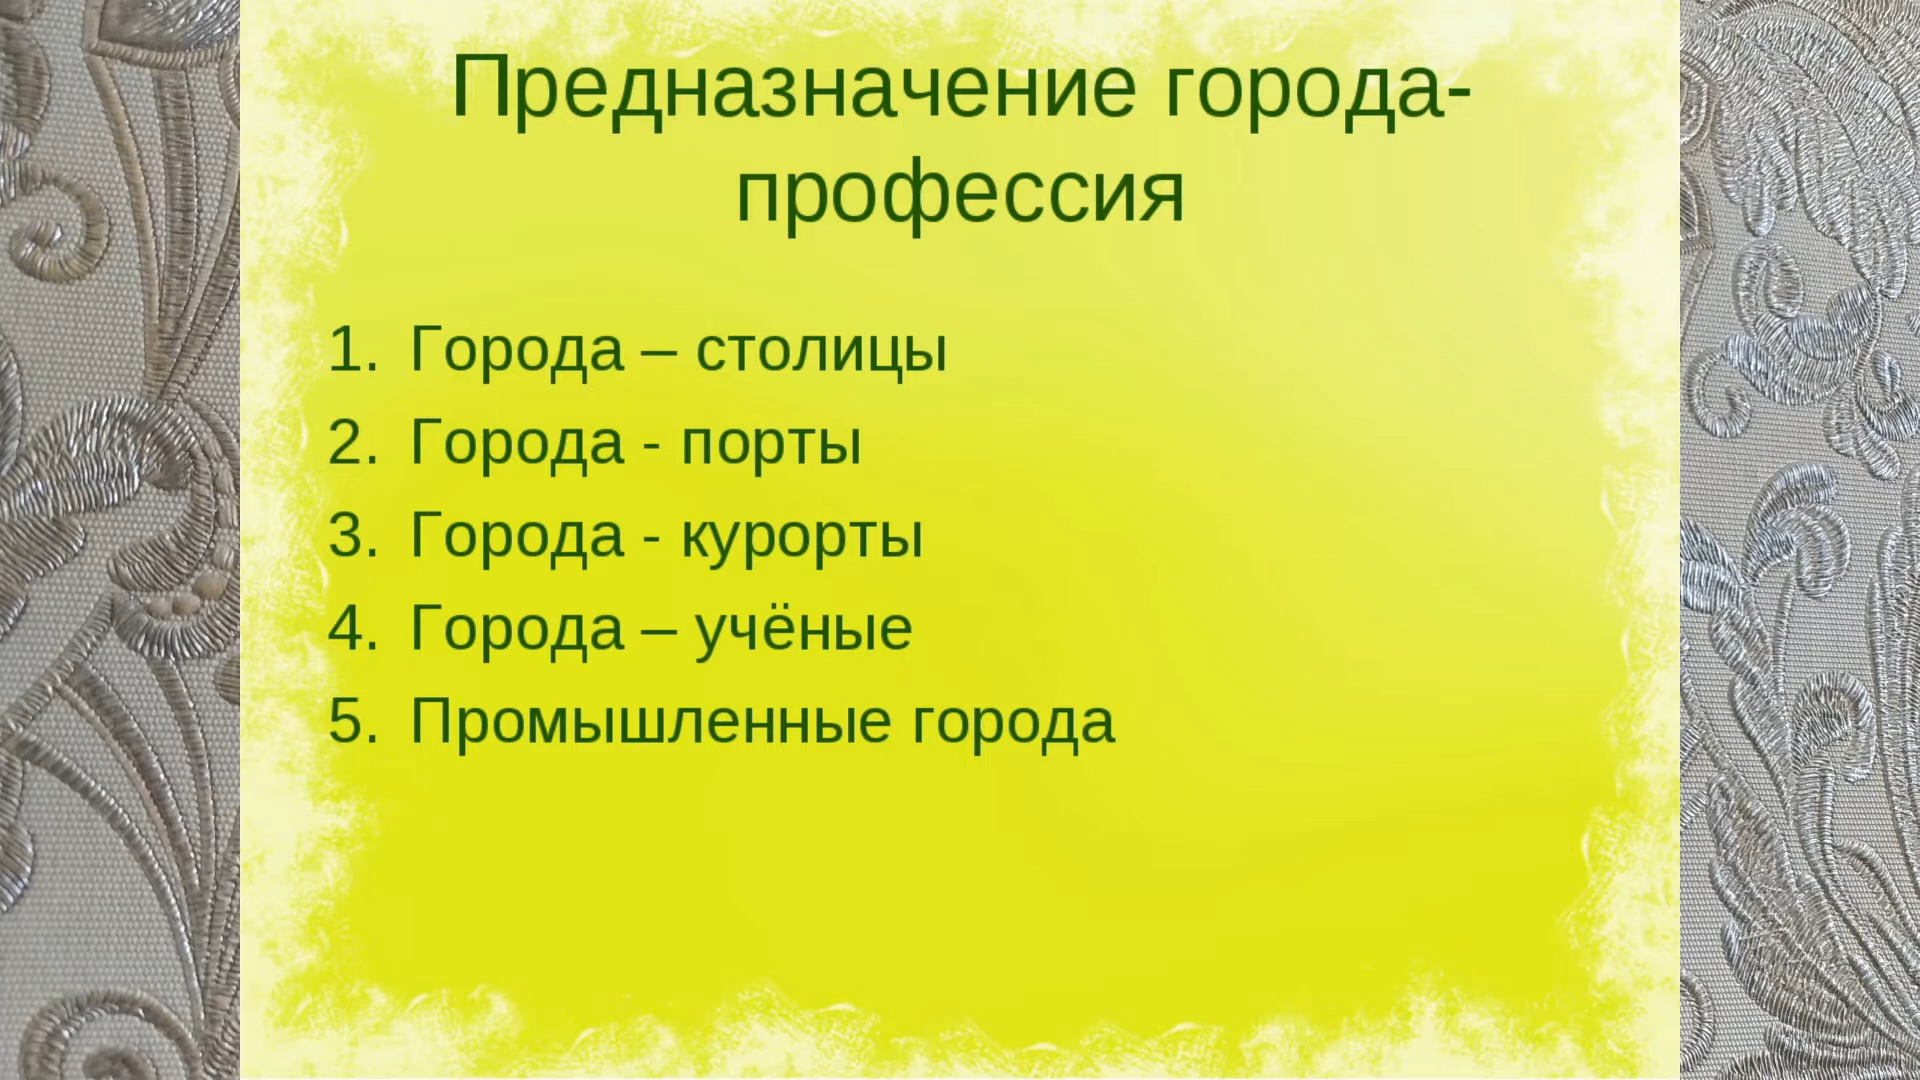 Предназначение города-
профессия
1. Города – столицы
2. Города - порты
3. Города - курорты
4. Города – учёные
5. Промышленные города